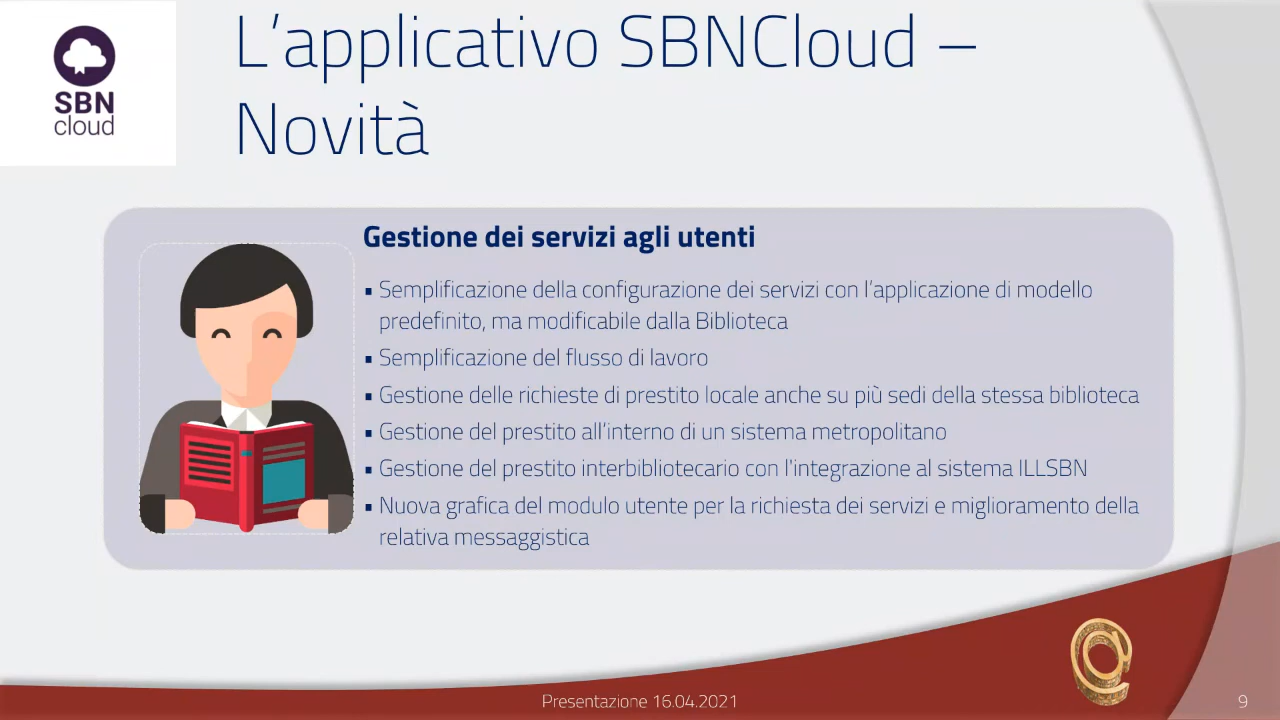 SBN
cloud
L’applicativo SBNCloud –
Novità
Gestione dei servizi agli utenti
▪ Semplificazione della configurazione dei servizi con l’applicazione di modello
predefinito, ma modificabile dalla Biblioteca
▪ Semplificazione del flusso di lavoro
▪ Gestione delle richieste di prestito locale anche su più sedi della stessa biblioteca
▪ Gestione del prestito all’interno di un sistema metropolitano
▪ Gestione del prestito interbibliotecario con l'integrazione al sistema ILLSBN
▪ Nuova grafica del modulo utente per la richiesta dei servizi e miglioramento della
relativa messaggistica
@
Presentazione 16.04.2021
9